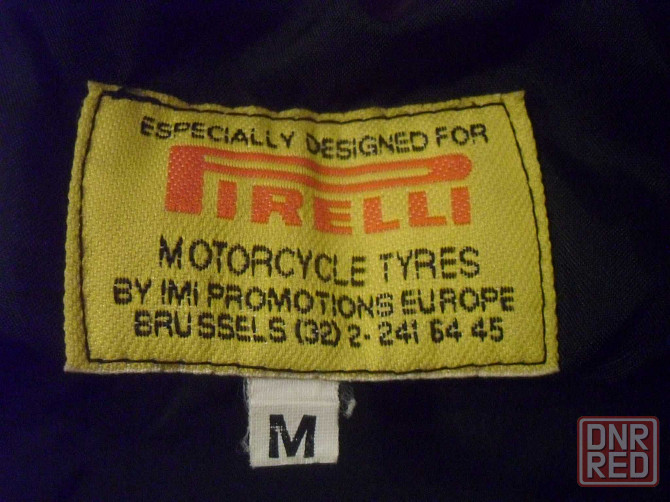 ESPECIALLY DESIGNED FOR
PIRELLI
MOTORCYCLE TYRES
BY IMI PROMOTIONS EUROPE
BRUSSELS (32) 2-241 64 45
M
DNR
RED